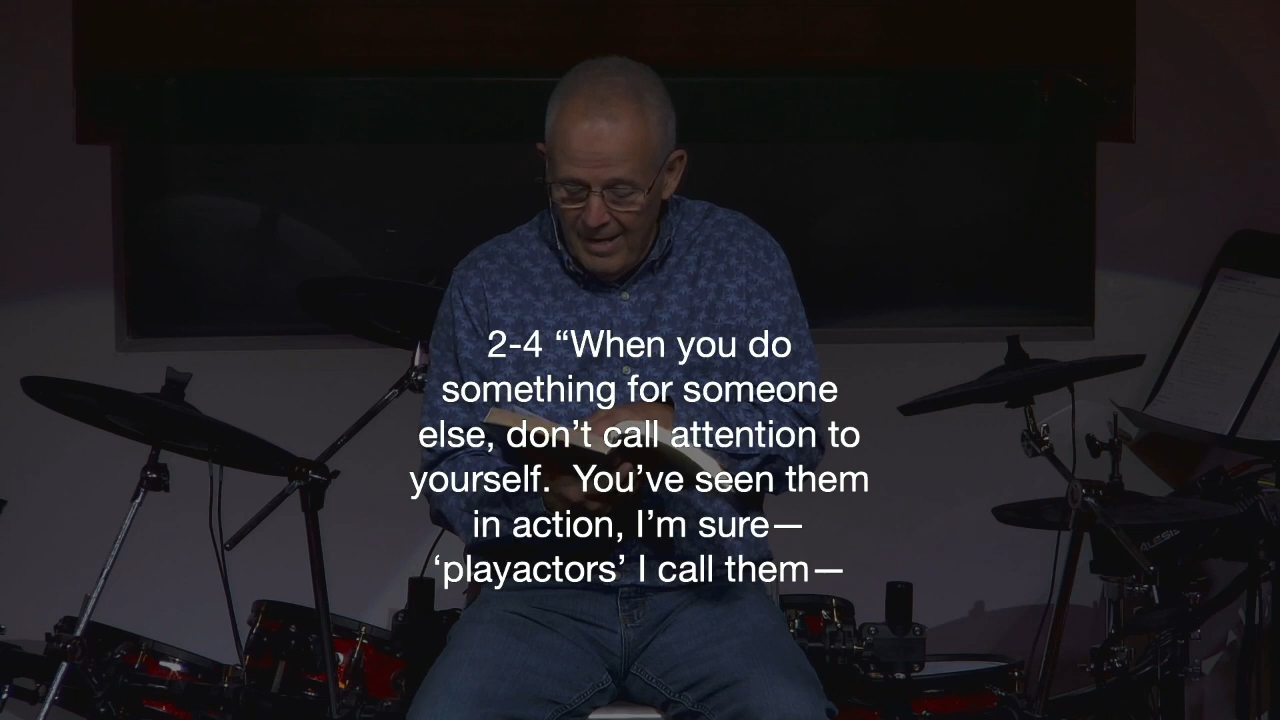 2-4 “When you do
something for someone
else, don’t call attention to
yourself.  You’ve seen them
in action, I’m sure—
‘playactors’ I call them—
ALESIS